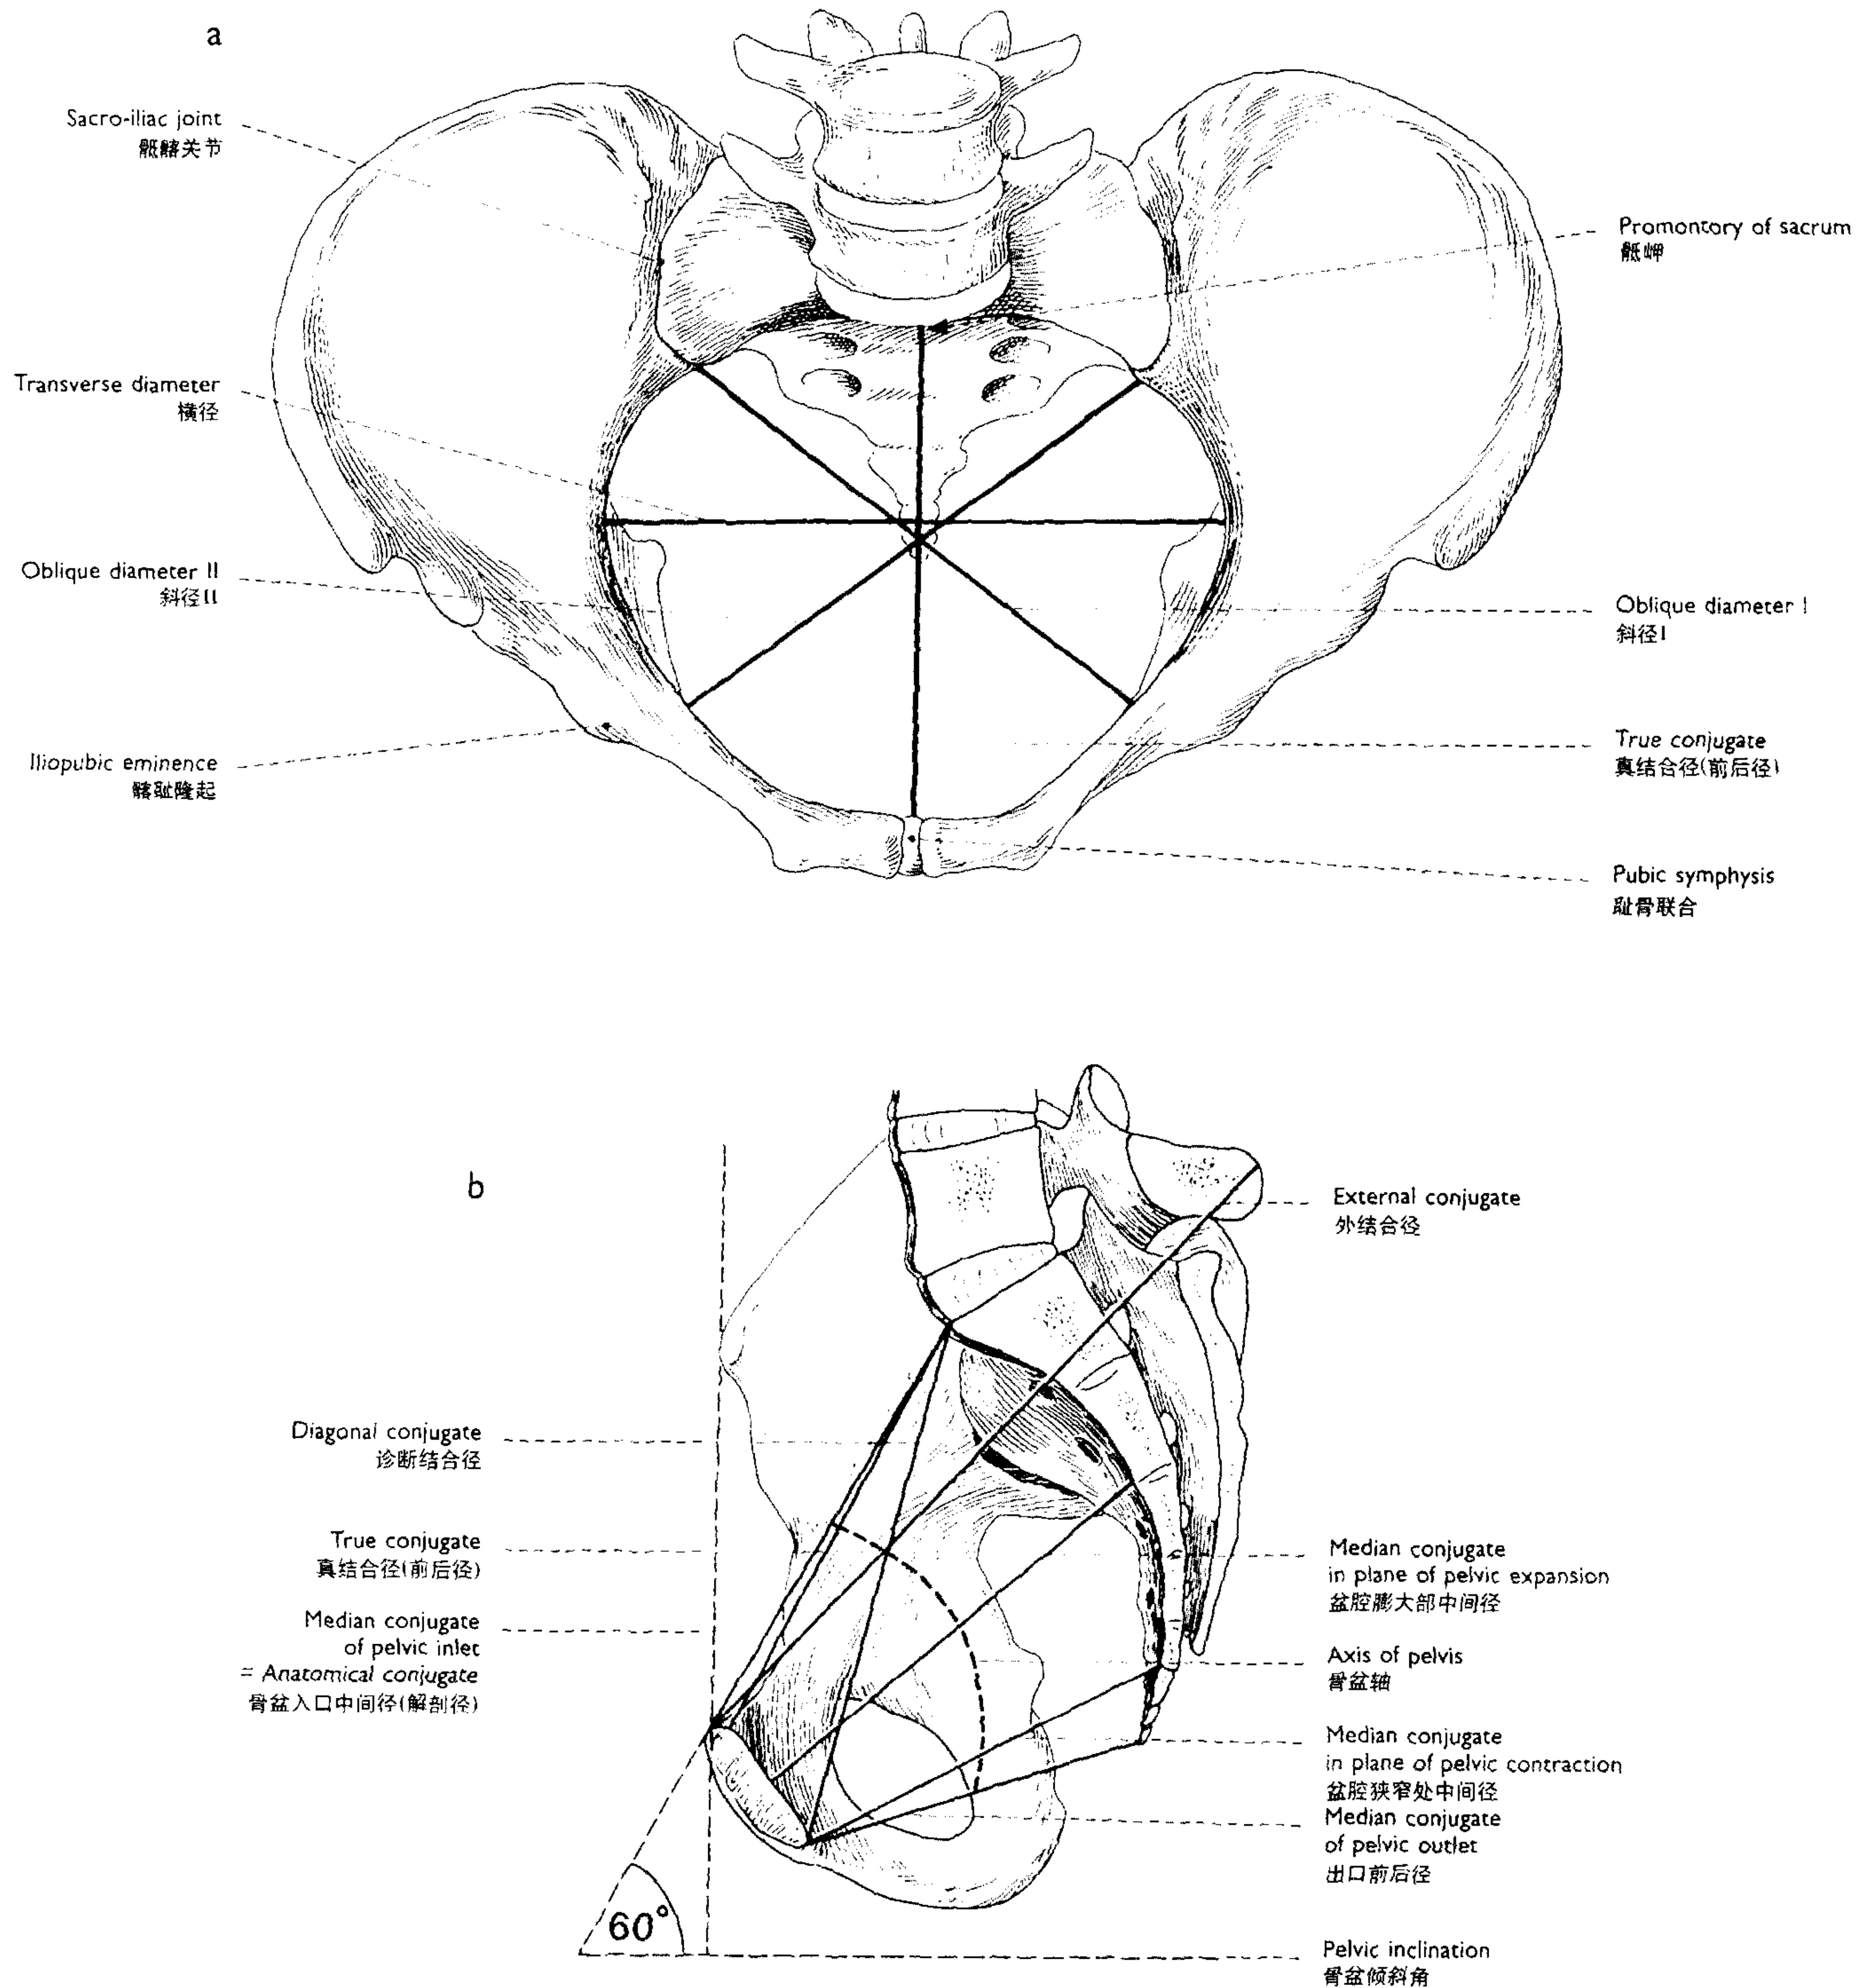 a
Sacro-iliac joint
骶髂关节
Promontory of sacrum
骶岬
Transverse diameter
横径
Oblique diameter II
斜径II
Oblique diameter I
斜径I
True conjugate
真结合径(前后径)
Iliopubic eminence
髂耻隆起
Pubic symphysis
耻骨联合
b
External conjugate
外结合径
Diagonal conjugate
诊断结合径
True conjugate
真结合径(前后径)
Median conjugate
of pelvic inlet
= Anatomical conjugate
骨盆入口中间径(解剖径)
Median conjugate
in plane of pelvic expansion
盆腔膨大部中间径
Axis of pelvis
骨盆轴
Median conjugate
in plane of pelvic contraction
盆腔狭窄处中间径
Median conjugate
of pelvic outlet
出口前后径
60°
Pelvic inclination
骨盆倾斜角